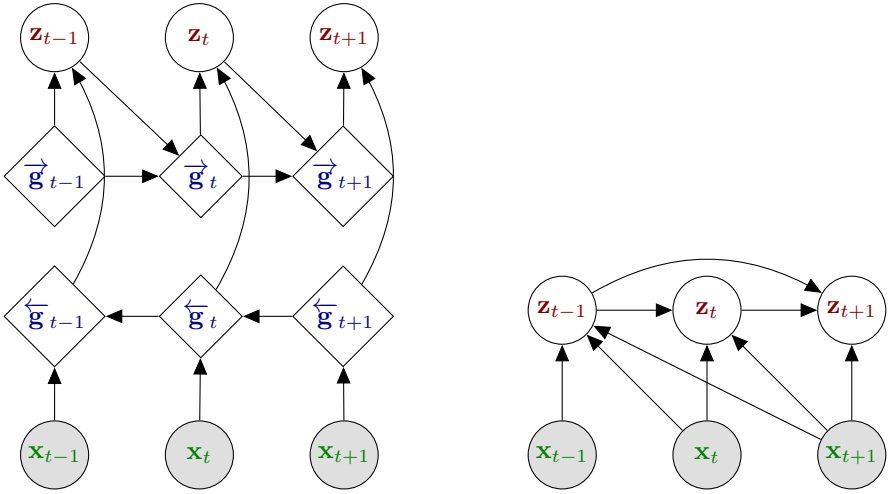 z_{t−1} z_t z_{t+1}
→g_{t−1} →g_t →g_{t+1}
←g_{t−1} ←g_t ←g_{t+1}
x_{t−1} x_t x_{t+1}
z_{t−1} z_t z_{t+1}
x_{t−1} x_t x_{t+1}